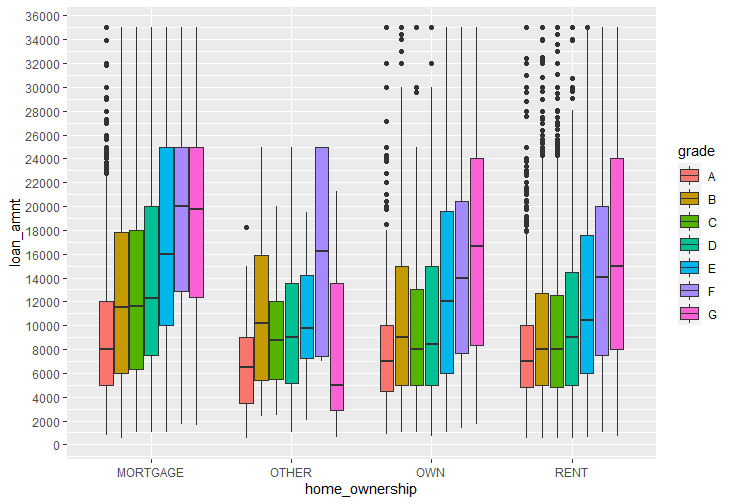 loan_amnt
36000
34000
32000
30000
28000
26000
24000
22000
20000
18000
16000
14000
12000
10000
8000
6000
4000
2000
0
MORTGAGE OTHER OWN RENT
home_ownership
grade
A
B
C
D
E
F
G